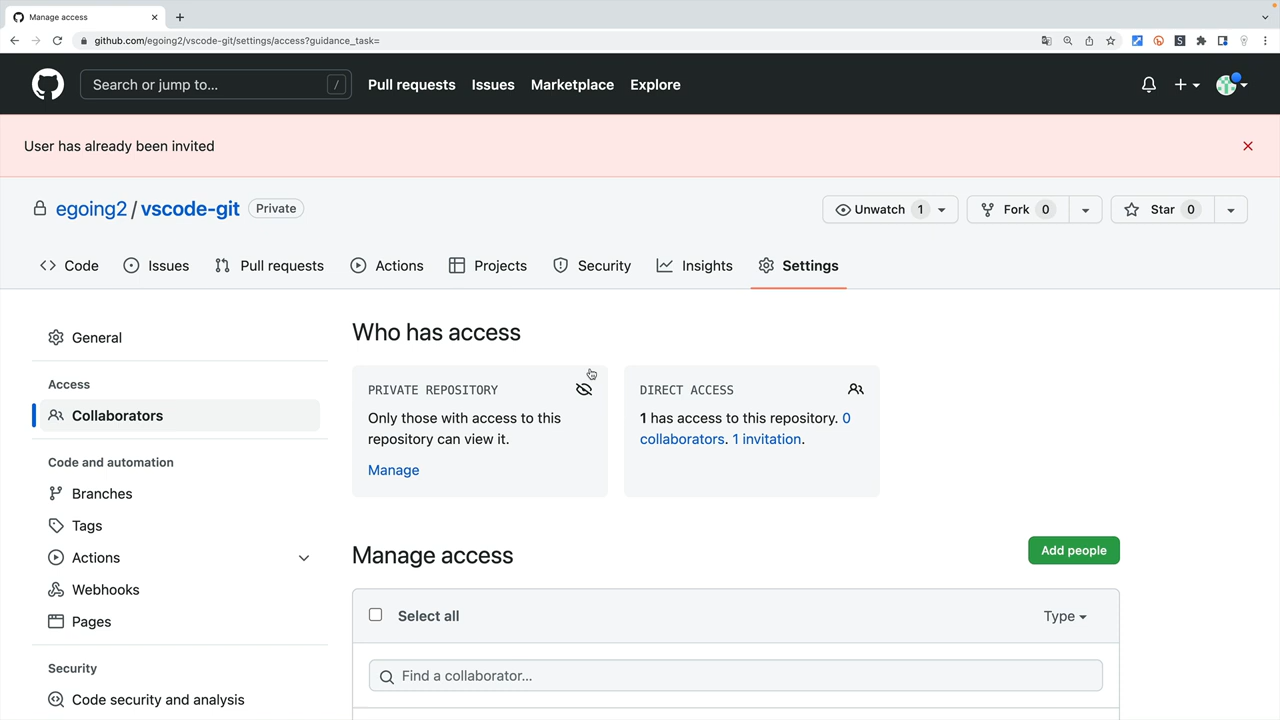 Manage access
github.com/egoing2/vscode-git/settings/access?guidance_task=
Search or jump to... /
Pull requests Issues Marketplace Explore
User has already been invited
egoing2 / vscode-git Private
Unwatch 1 Fork 0 Star 0
Code Issues Pull requests Actions Projects Security Insights Settings
General
Access
Collaborators
Code and automation
Branches
Tags
Actions
Webhooks
Pages
Security
Code security and analysis
Who has access
PRIVATE REPOSITORY
Only those with access to this
repository can view it.
Manage
DIRECT ACCESS
1 has access to this repository. 0
collaborators. 1 invitation.
Manage access
Add people
Select all
Type
Find a collaborator...